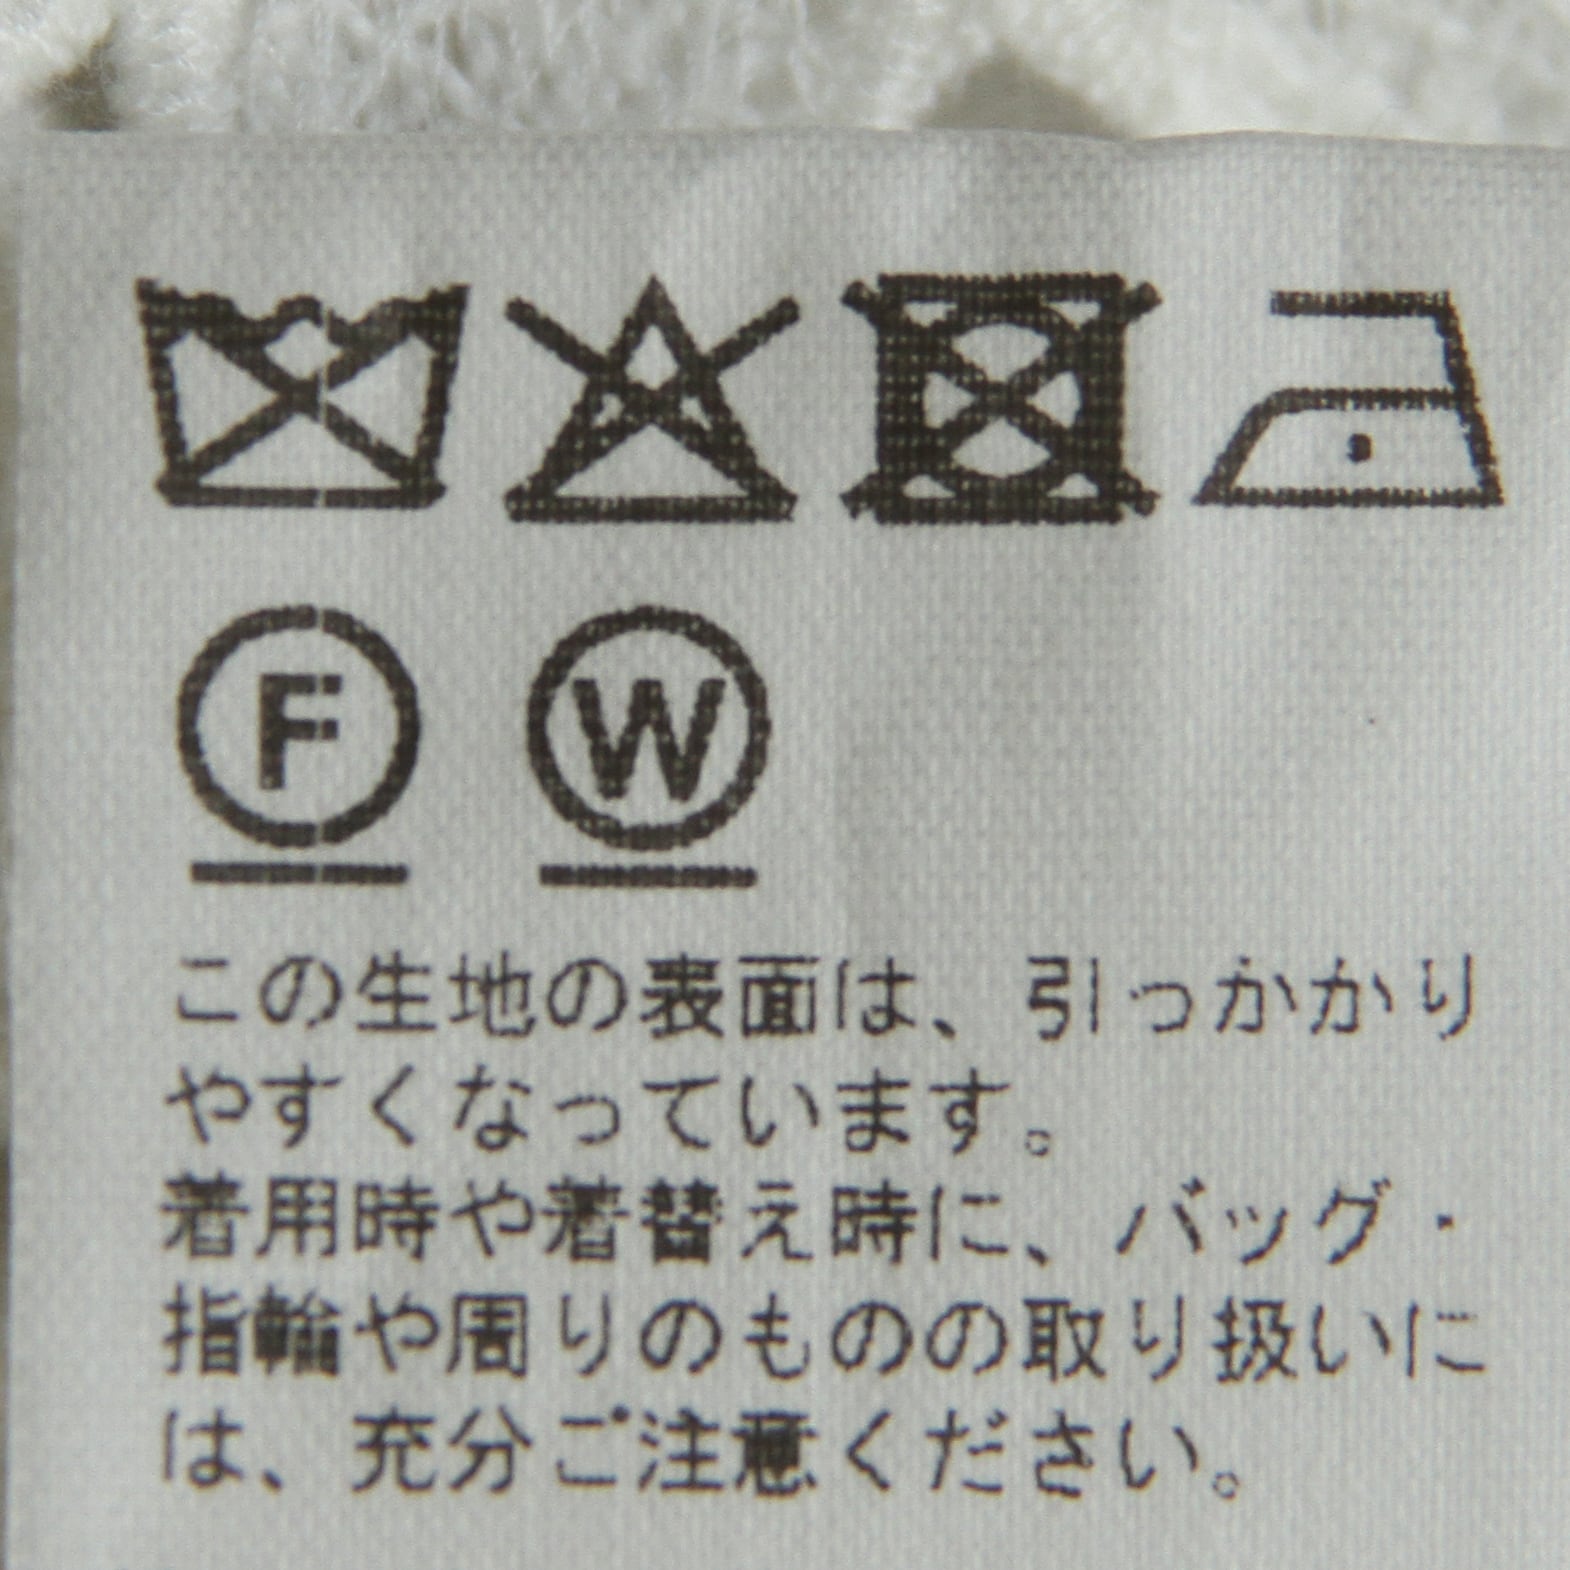 F W
この生地の表面は、引っかかり
やすくなっています。
着用時や着替え時に、バッグ・
指輪や周りのものの取り扱いに
は、充分ご注意ください。